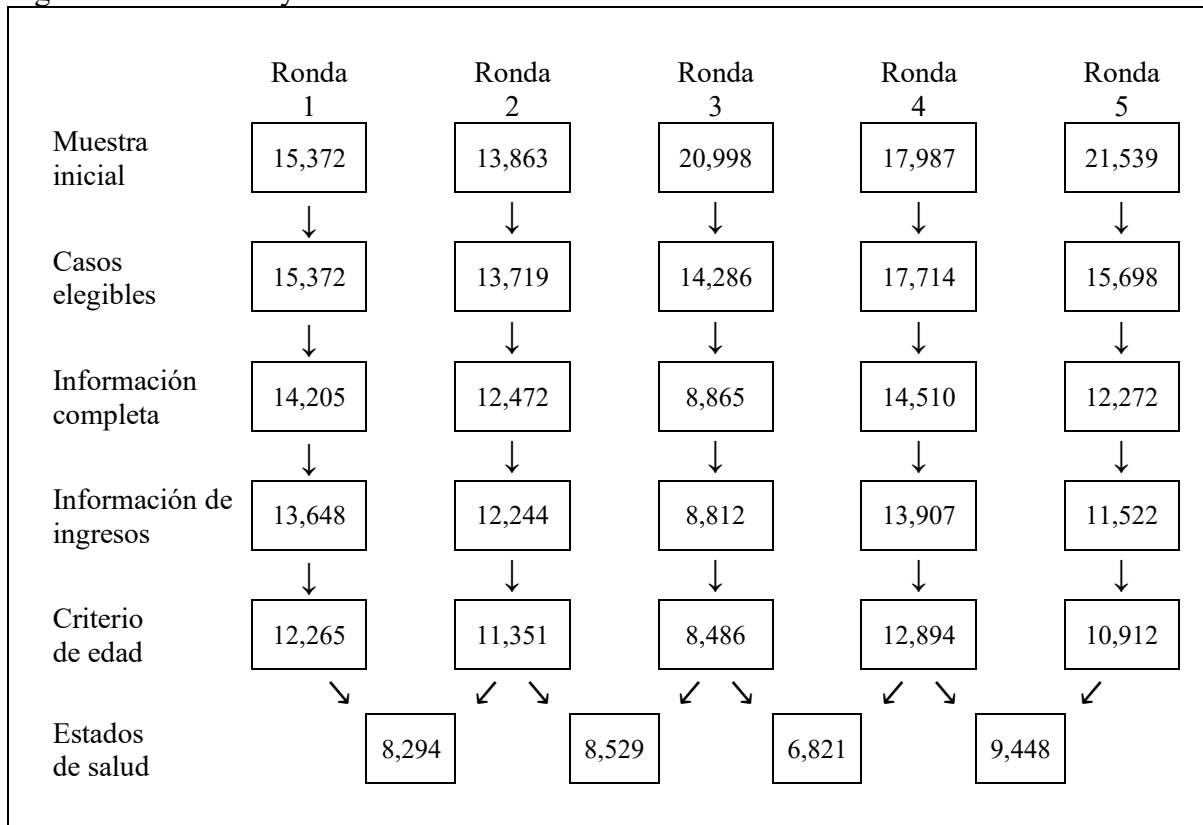 Ronda Ronda Ronda Ronda Ronda
1 2 3 4 5
Muestra
inicial
15,372 13,863 20,998 17,987 21,539
↓ ↓ ↓ ↓ ↓
Casos
elegibles
15,372 13,719 14,286 17,714 15,698
↓ ↓ ↓ ↓ ↓
Información
completa
14,205 12,472 8,865 14,510 12,272
↓ ↓ ↓ ↓ ↓
Información de
ingresos
13,648 12,244 8,812 13,907 11,522
↓ ↓ ↓ ↓ ↓
Criterio
de edad
12,265 11,351 8,486 12,894 10,912
↘ ↙ ↘ ↙ ↘ ↙ ↘ ↙
Estados
de salud
8,294 8,529 6,821 9,448